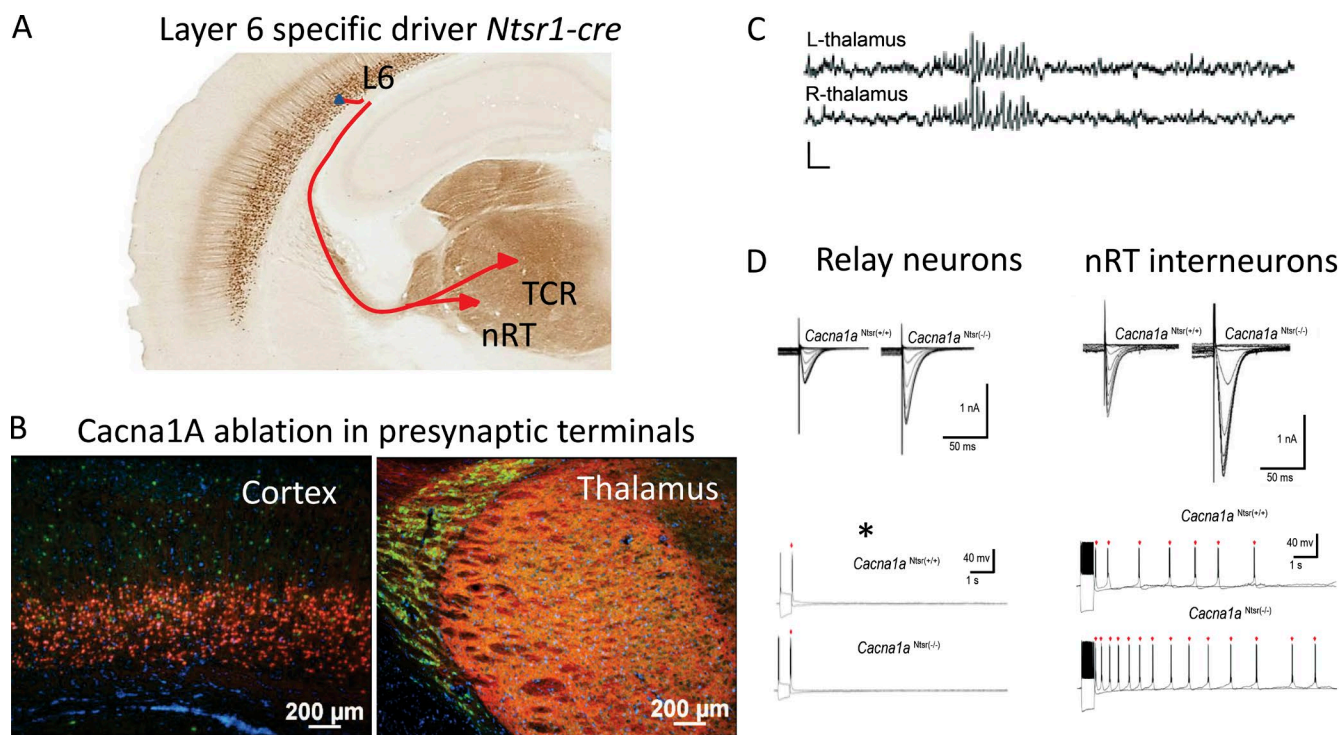 A
Layer 6 specific driver Ntsr1-cre
L6
TCR
nRT
B
Cacna1A ablation in presynaptic terminals
Cortex
200 µm
Thalamus
200 µm
C
L-thalamus
R-thalamus
D
Relay neurons
nRT interneurons
Cacna1a Ntsr(+/+)
Cacna1a Ntsr(-/-)
1 nA
50 ms
Cacna1a Ntsr(+/+)
Cacna1a Ntsr(-/-)
1 nA
50 ms
*
Cacna1a Ntsr(+/+)
40 mv
1 s
Cacna1a Ntsr(-/-)
Cacna1a Ntsr(+/+)
40 mv
1 s
Cacna1a Ntsr(-/-)